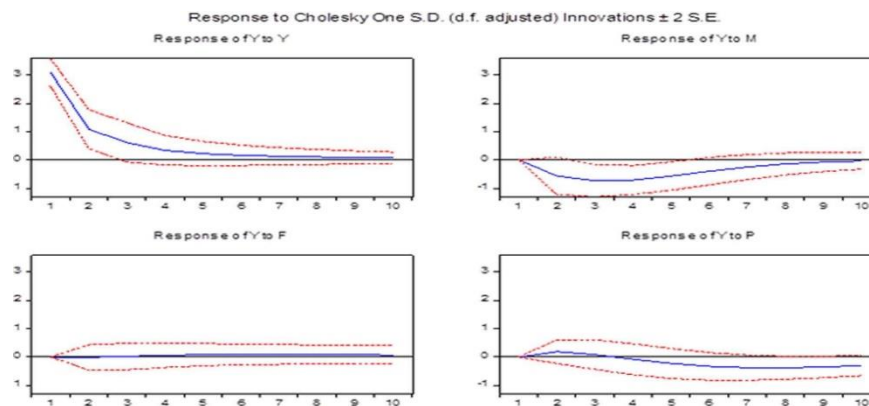 Response to Cholesky One S.D. (d.f. adjusted) Innovations ± 2 S.E.
Response of Y to Y
Response of Y to M
3
2
1
0
1
1 2 3 4 5 6 7 8 9 10
3
2
1
0
-1
1 2 3 4 5 6 7 8 9 10
Response of Y to F
Response of Y to P
3
2
1
0
-1
1 2 3 4 5 6 7 8 9 10
3
2
1
0
-1
1 2 3 4 5 6 7 8 9 10